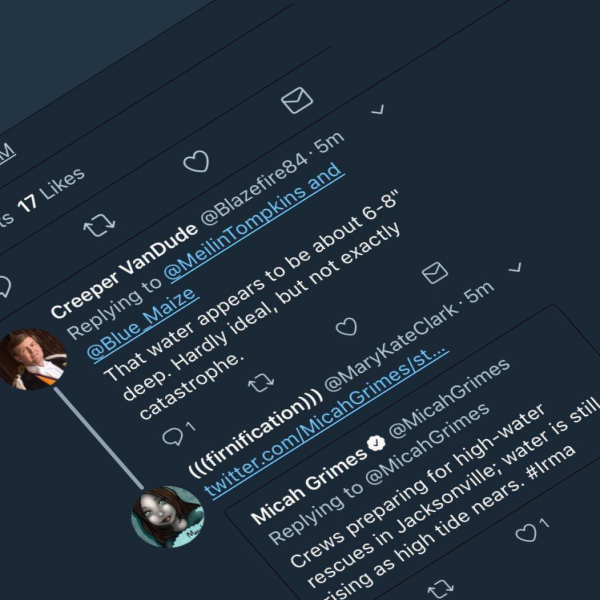 M
ts 17 Likes
Creeper VanDude @Blazefire84 · 5m
Replying to @MeilinTompkins and
@Blue_Maize
That water appears to be about 6-8"
deep. Hardly ideal, but not exactly
catastrophe.
1
(((firnification))) @MaryKateClark · 5m
twitter.com/MicahGrimes/st...
Micah Grimes @MicahGrimes
Replying to @MicahGrimes
Crews preparing for high-water
rescues in Jacksonville; water is still
rising as high tide nears. #Irma
1